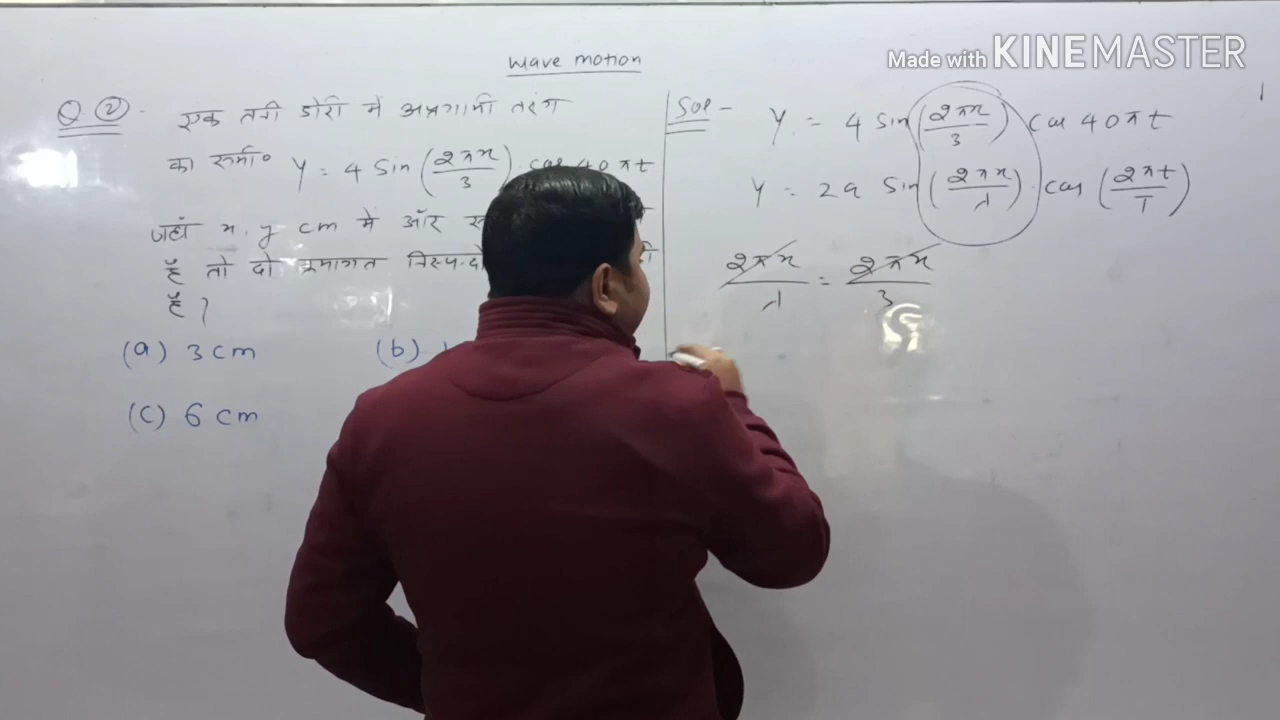 Made with KINEMASTER
Wave motion
Q ② -
एक तनी डोरी में अप्रगामी तरंग
का समी० Y = 4 Sin (2πx/3) cos 40πt
जहाँ x, y cm में और
है तो दो क्रमागत निस्प
है ?
(a) 3 cm
(b)
(c) 6 cm
Sol -
Y = 4 Sin (2πx/3) cos 40πt
Y = 2a Sin (2πx/λ) cos (2πt/T)
2πx/λ = 2πx/3